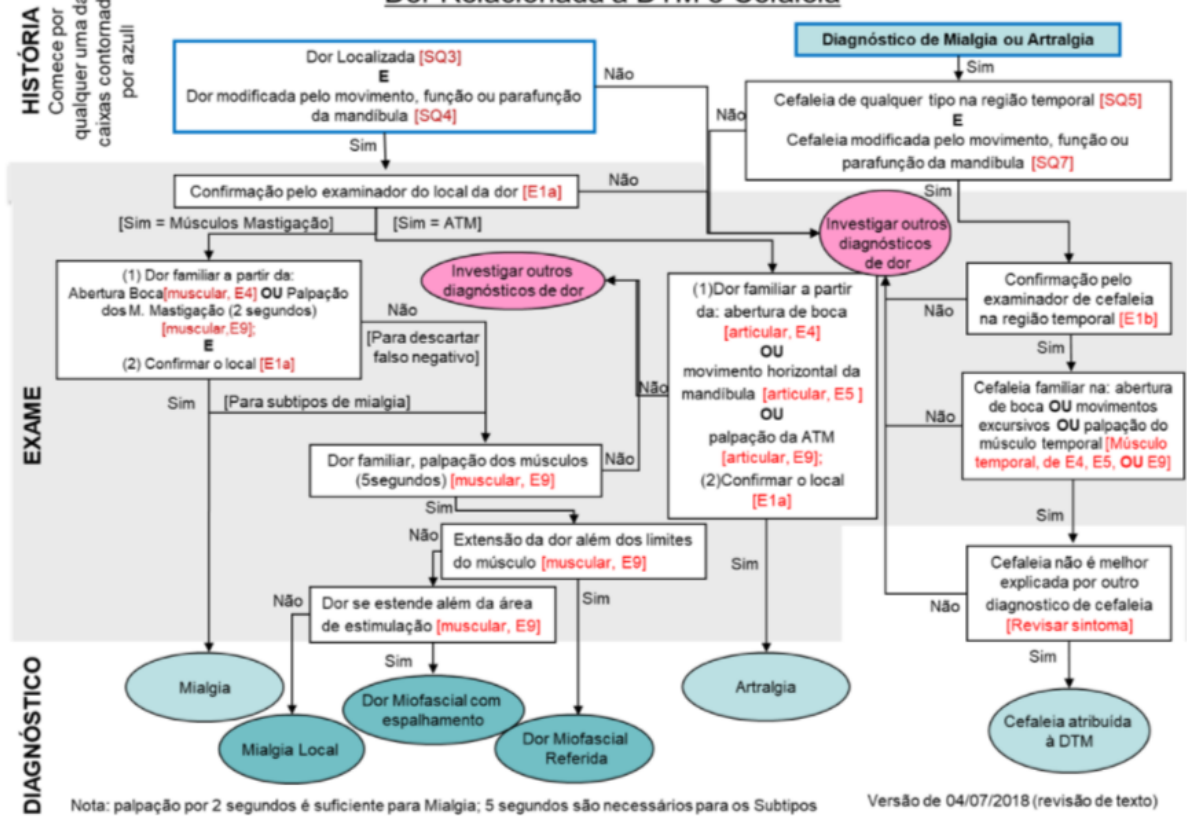 Dor Relacionada à DTM e Cefaleia
HISTÓRIA
Comece por
qualquer uma da
caixas contornad
por azul!
Dor Localizada [SQ3]
E
Dor modificada pelo movimento, função ou parafunção
da mandíbula [SQ4]
Não
Sim
Diagnóstico de Mialgia ou Artralgia
Sim
Cefaleia de qualquer tipo na região temporal [SQ5]
E
Cefaleia modificada pelo movimento, função ou
parafunção da mandíbula [SQ7]
Não
Sim
EXAME
Confirmação pelo examinador do local da dor [E1a]
Não
[Sim = Músculos Mastigação]
[Sim = ATM]
Investigar outros
diagnósticos
de dor
(1) Dor familiar a partir da:
Abertura Boca[muscular, E4] OU Palpação
dos M. Mastigação (2 segundos)
[muscular,E9];
E
(2) Confirmar o local [E1a]
Não
[Para descartar
falso negativo]
Sim
[Para subtipos de mialgia]
Investigar outros
diagnósticos de dor
(1)Dor familiar a partir
da: abertura de boca
[articular, E4]
OU
movimento horizontal da
mandíbula [articular, E5 ]
OU
palpação da ATM
[articular, E9];
(2)Confirmar o local
[E1a]
Não
Sim
Confirmação pelo
examinador de cefaleia
na região temporal [E1b]
Não
Sim
Cefaleia familiar na: abertura
de boca OU movimentos
excursivos OU palpação do
músculo temporal [Músculo
temporal, de E4, E5, OU E9]
Não
Sim
Dor familiar, palpação dos músculos
(5segundos) [muscular, E9]
Não
Sim
Extensão da dor além dos limites
do músculo [muscular, E9]
Não
Sim
Dor se estende além da área
de estimulação [muscular, E9]
Não
Sim
Cefaleia não é melhor
explicada por outro
diagnostico de cefaleia
[Revisar sintoma]
Não
Sim
DIAGNÓSTICO
Mialgia
Mialgia Local
Dor Miofascial com
espalhamento
Dor Miofascial
Referida
Artralgia
Cefaleia atribuída
à DTM
Nota: palpação por 2 segundos é suficiente para Mialgia; 5 segundos são necessários para os Subtipos
Versão de 04/07/2018 (revisão de texto)